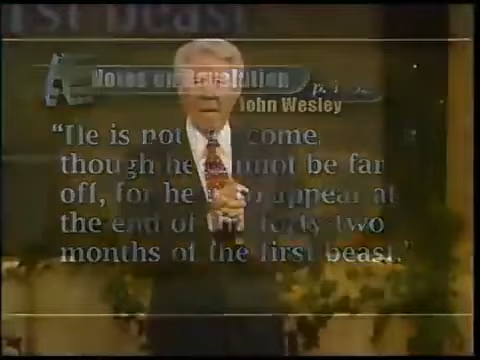 st beast.
Notes on Revelation
John Wesley
“He is not come
though he not be far
off, for he appear at
the end of the forty-two
months of the first beast.”